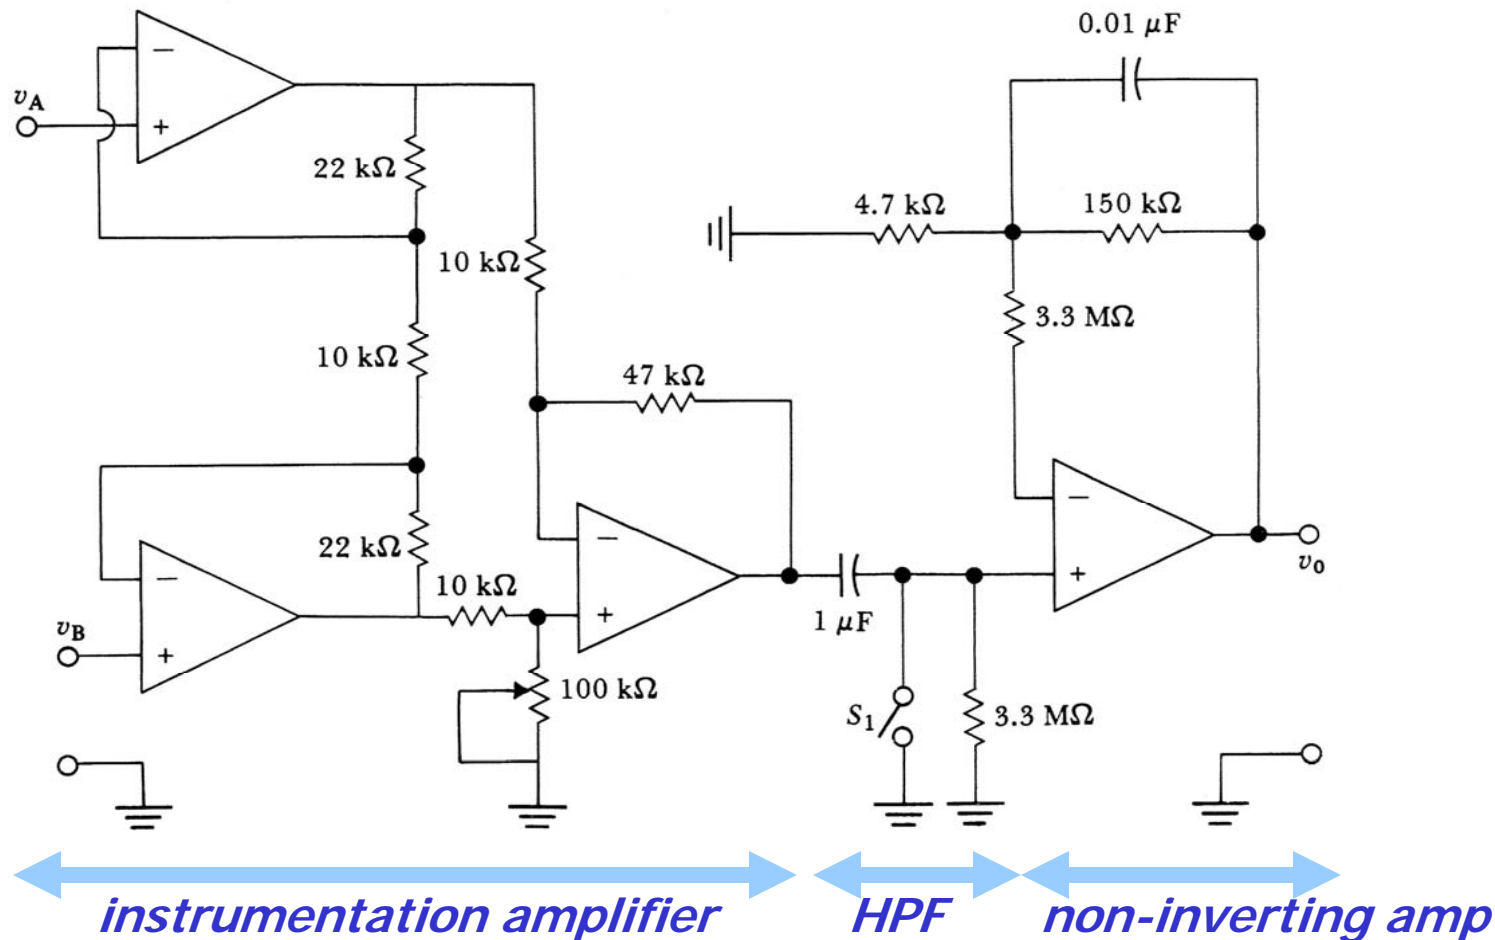 0.01 μF
−
v_A
+
22 kΩ
4.7 kΩ
150 kΩ
10 kΩ
3.3 MΩ
10 kΩ
47 kΩ
−
−
22 kΩ
−
10 kΩ
v_0
+
+
1 μF
v_B
+
100 kΩ
S_1
3.3 MΩ
instrumentation amplifier
HPF
non-inverting amp